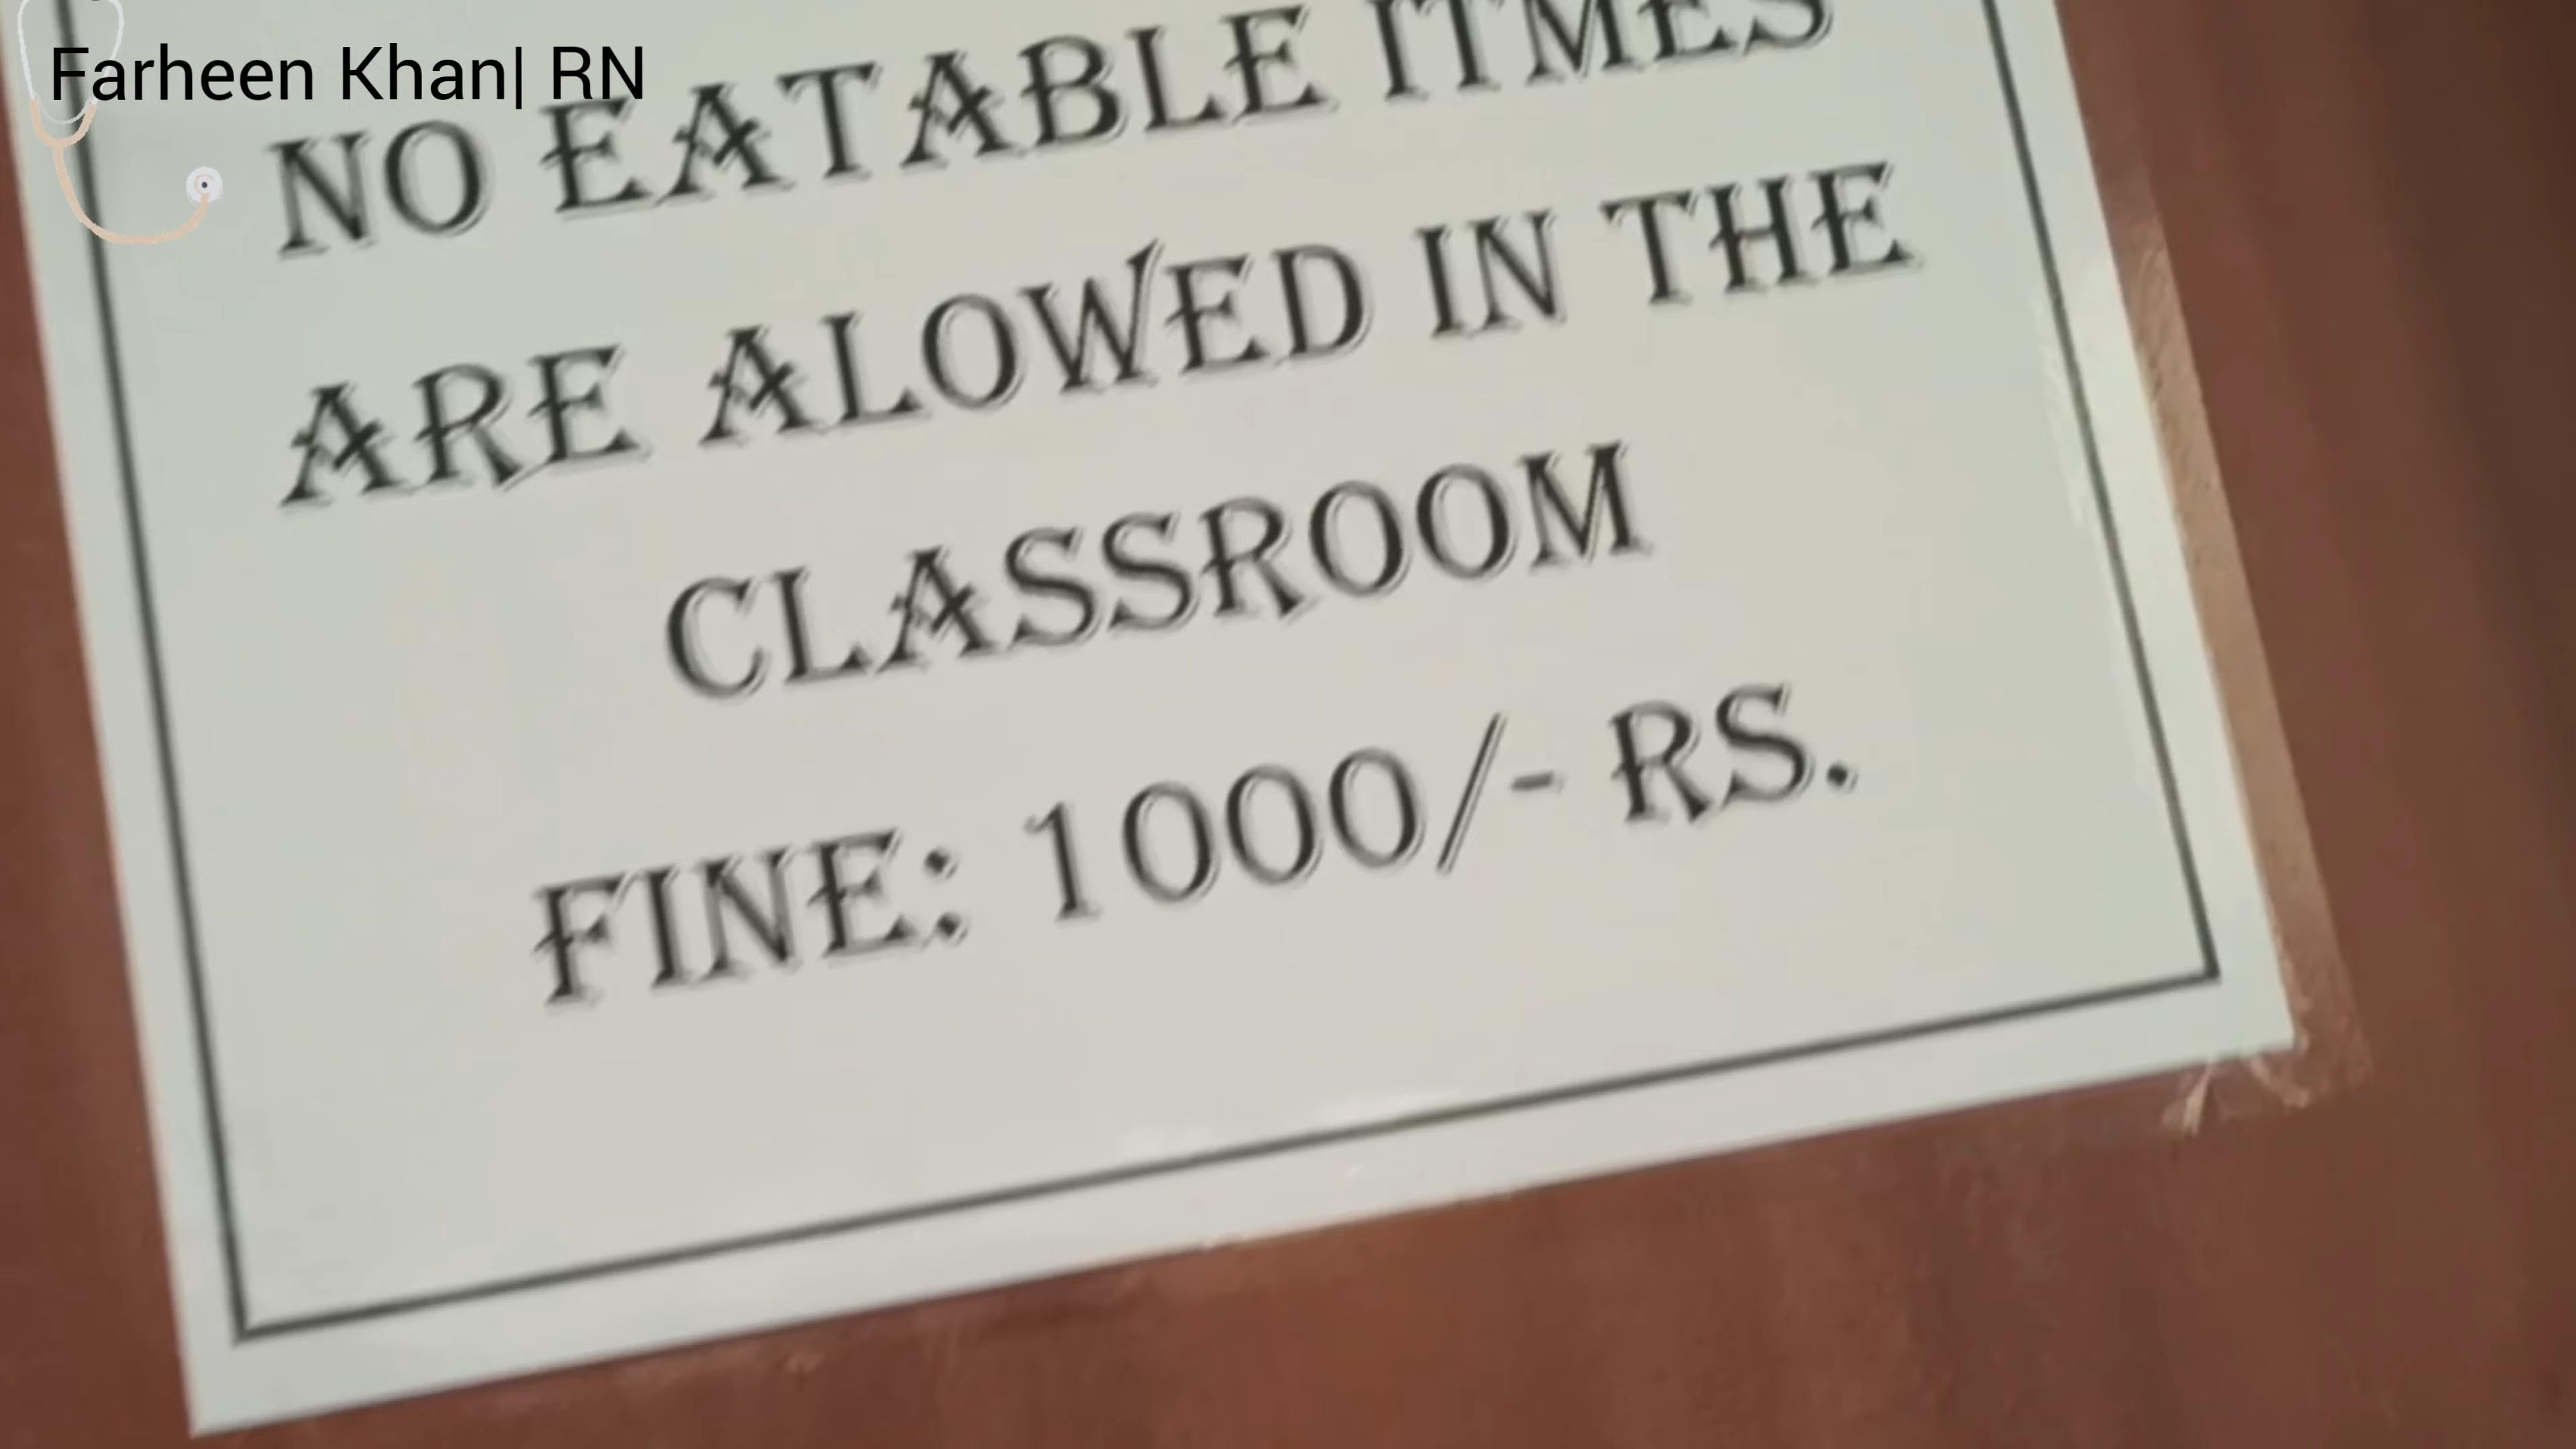 Farheen Khan| RN
NO EATABLE ITMES
ARE ALOWED IN THE
CLASSROOM
FINE: 1000/- RS.